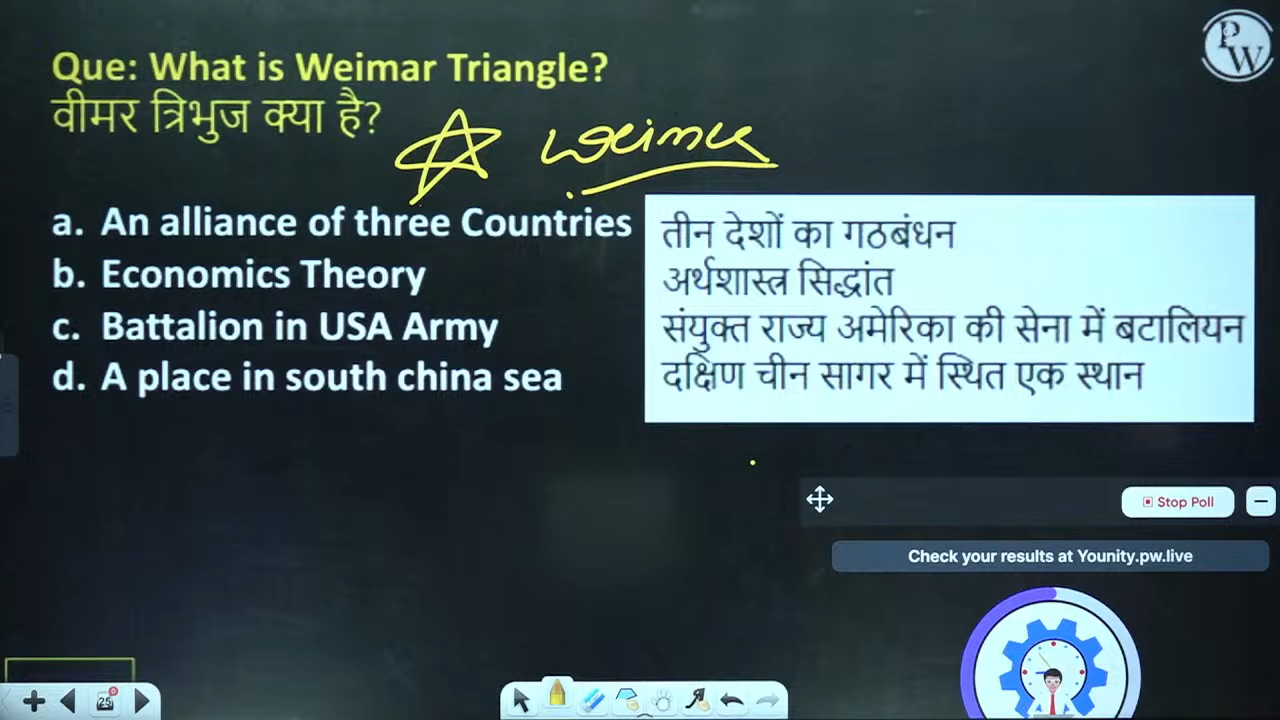 Que: What is Weimar Triangle?
वीमर त्रिभुज क्या है?
a. An alliance of three Countries
b. Economics Theory
c. Battalion in USA Army
d. A place in south china sea
तीन देशों का गठबंधन
अर्थशास्त्र सिद्धांत
संयुक्त राज्य अमेरिका की सेना में बटालियन
दक्षिण चीन सागर में स्थित एक स्थान
PW
Stop Poll
Check your results at Younity.pw.live
25